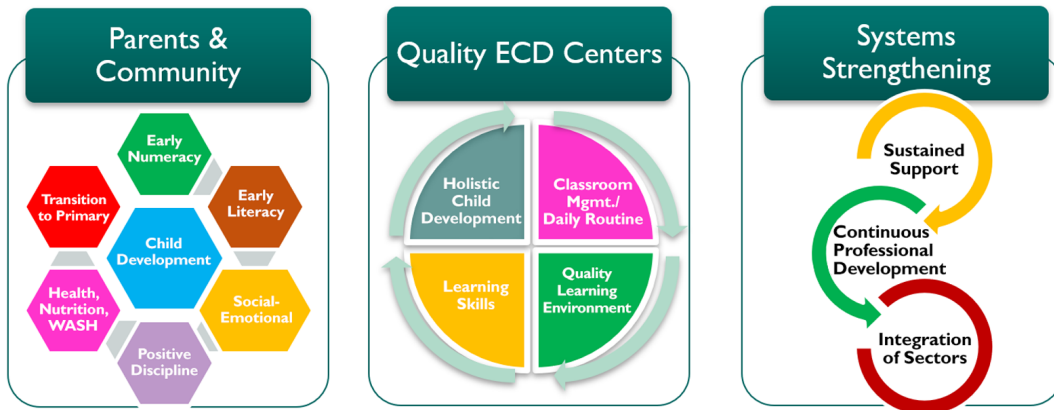 Parents &
Community
Early
Numeracy
Transition
to Primary
Early
Literacy
Child
Development
Health,
Nutrition,
WASH
Social-
Emotional
Positive
Discipline
Quality ECD Centers
Holistic
Child
Development
Classroom
Mgmt./
Daily Routine
Learning
Skills
Quality
Learning
Environment
Systems
Strengthening
Sustained
Support
Continuous
Professional
Development
Integration
of Sectors